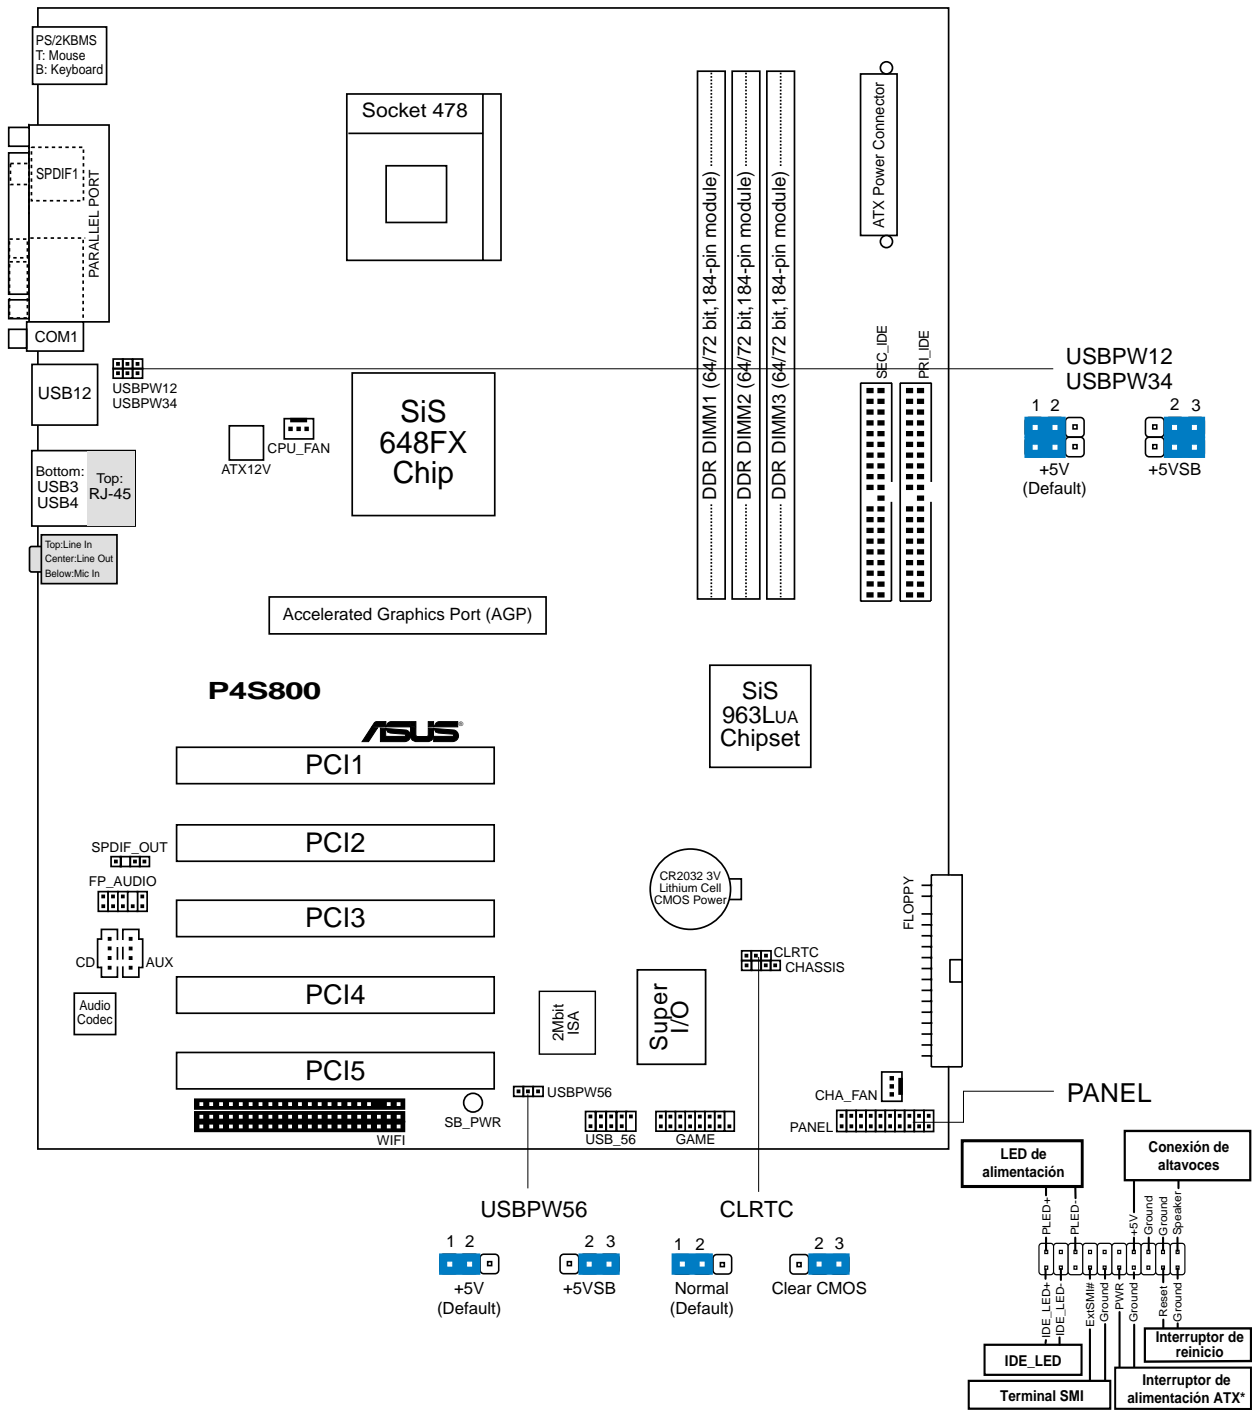 PS/2KBMS
T: Mouse
B: Keyboard
SPDIF1
PARALLEL PORT
COM1
USB12
USBPW12
USBPW34
Bottom:
USB3
USB4
Top:
RJ-45
Top:Line In
Center:Line Out
Below:Mic In
Socket 478
CPU_FAN
ATX12V
SiS
648FX
Chip
DDR DIMM1 (64/72 bit,184-pin module)
DDR DIMM2 (64/72 bit,184-pin module)
DDR DIMM3 (64/72 bit,184-pin module)
ATX Power Connector
SEC_IDE
PRI_IDE
USBPW12
USBPW34
1 2
2 3
+5V
(Default)
+5VSB
Accelerated Graphics Port (AGP)
P4S800
ASUS®
SiS
963LUA
Chipset
PCI1
PCI2
PCI3
PCI4
PCI5
SPDIF_OUT
FP_AUDIO
CD
AUX
Audio
Codec
CR2032 3V
Lithium Cell
CMOS Power
FLOPPY
CLRTC
CHASSIS
2Mbit
ISA
Super
I/O
USBPW56
SB_PWR
WIFI
USB_56
GAME
CHA_FAN
PANEL
PANEL
USBPW56
1 2
2 3
+5V
(Default)
+5VSB
CLRTC
1 2
2 3
Normal
(Default)
Clear CMOS
LED de
alimentación
Conexión de
altavoces
PLED+
PLED-
+5V
Ground
Ground
Speaker
IDE_LED+
IDE_LED-
ExtSMI#
Ground
PWR
Ground
Reset
Ground
Interruptor de
reinicio
IDE_LED
Terminal SMI
Interruptor de
alimentación ATX*